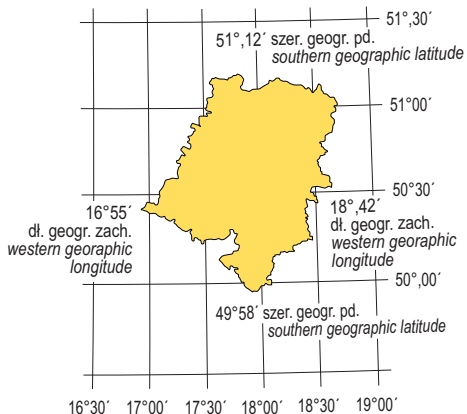 51°,30´
51°,12´ szer. geogr. pd.
southern geographic latitude
51°00´
50°30´
16°55´
dł. geogr. zach.
western georaphic
longitude
18°,42´
dł. geogr. zach.
western georaphic
longitude
50°,00´
49°58´ szer. geogr. pd.
southern geographic latitude
16°30´ 17°00´ 17°30´ 18°00´ 18°30´ 19°00´